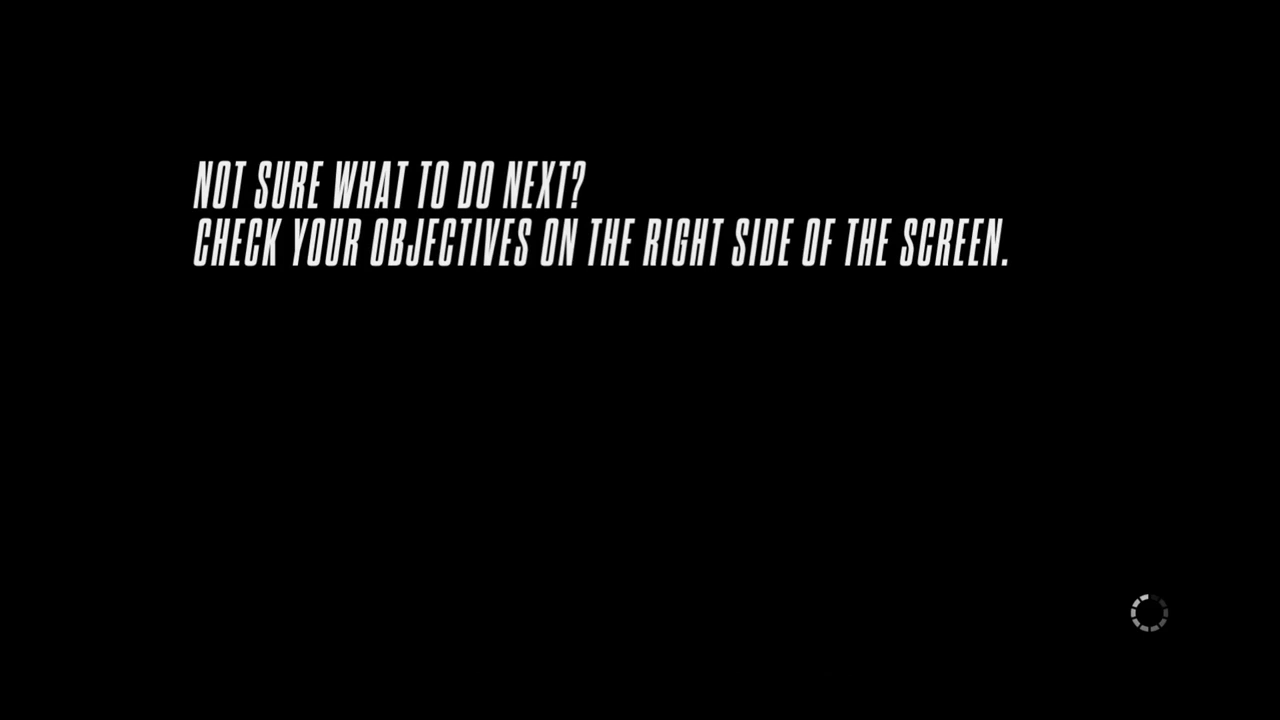 NOT SURE WHAT TO DO NEXT?
CHECK YOUR OBJECTIVES ON THE RIGHT SIDE OF THE SCREEN.